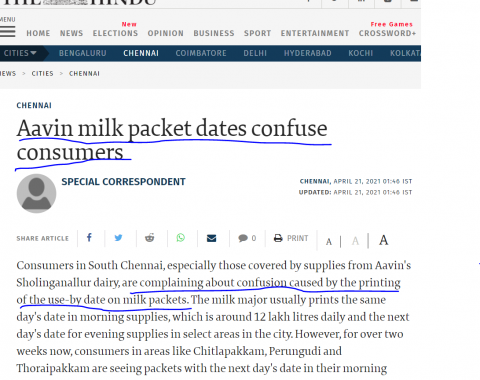 THE HINDU
MENU
New
Free Games
HOME NEWS ELECTIONS OPINION BUSINESS SPORT ENTERTAINMENT CROSSWORD+
CITIES BENGALURU CHENNAI COIMBATORE DELHI HYDERABAD KOCHI KOLKATA
EWS > CITIES > CHENNAI
CHENNAI
Aavin milk packet dates confuse
consumers
SPECIAL CORRESPONDENT
CHENNAI, APRIL 21, 2021 01:46 IST
UPDATED: APRIL 21, 2021 01:46 IST
SHARE ARTICLE 0 PRINT A A A
Consumers in South Chennai, especially those covered by supplies from Aavin's
Sholinganallur dairy, are complaining about confusion caused by the printing
of the use-by date on milk packets. The milk major usually prints the same
day's date in morning supplies, which is around 12 lakh litres daily and the next
day's date for evening supplies in select areas in the city. However, for over two
weeks now, consumers in areas like Chitlapakkam, Perungudi and
Thoraipakkam are seeing packets with the next day's date in their morning